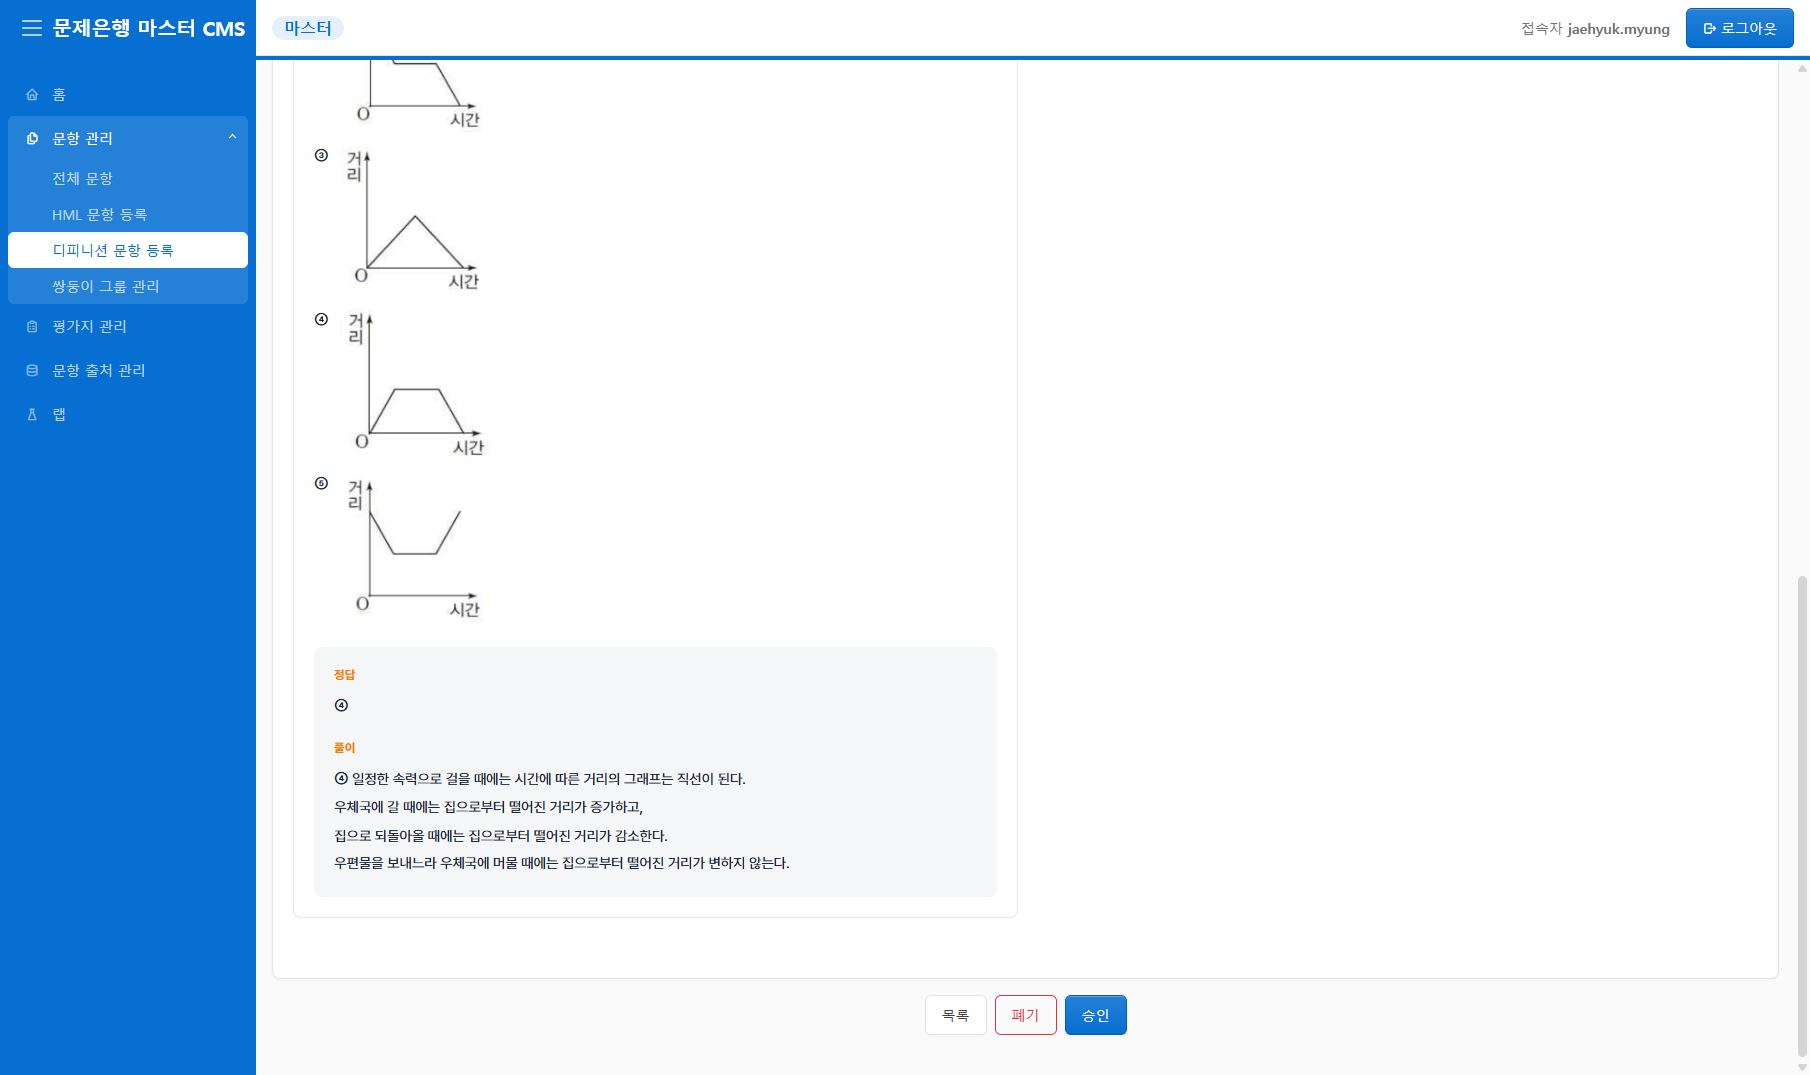 문제은행 마스터 CMS
마스터
접속자 jaehyuk.myung
로그아웃
홈
문항 관리
전체 문항
HML 문항 등록
디피니션 문항 등록
쌍둥이 그룹 관리
평가지 관리
문항 출처 관리
랩
O
시간
③
거리
O
시간
④
거리
O
시간
⑤
거리
O
시간
정답
④
풀이
④ 일정한 속력으로 걸을 때에는 시간에 따른 거리의 그래프는 직선이 된다.
우체국에 갈 때에는 집으로부터 떨어진 거리가 증가하고,
집으로 되돌아올 때에는 집으로부터 떨어진 거리가 감소한다.
우편물을 보내느라 우체국에 머물 때에는 집으로부터 떨어진 거리가 변하지 않는다.
목록
폐기
승인